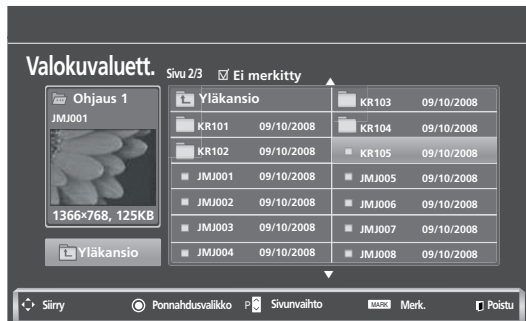 Valokuvaluett. Sivu 2/3 ☑ Ei merkitty
Ohjaus 1
JMJ001
1366×768, 125KB
Yläkansio
Yläkansio
KR101 09/10/2008
KR102 09/10/2008
JMJ001 09/10/2008
JMJ002 09/10/2008
JMJ003 09/10/2008
JMJ004 09/10/2008
KR103 09/10/2008
KR104 09/10/2008
KR105 09/10/2008
JMJ005 09/10/2008
JMJ006 09/10/2008
JMJ007 09/10/2008
JMJ008 09/10/2008
Siirry Ponnahdusvalikko P Sivunvaihto MARK Merk. Poistu